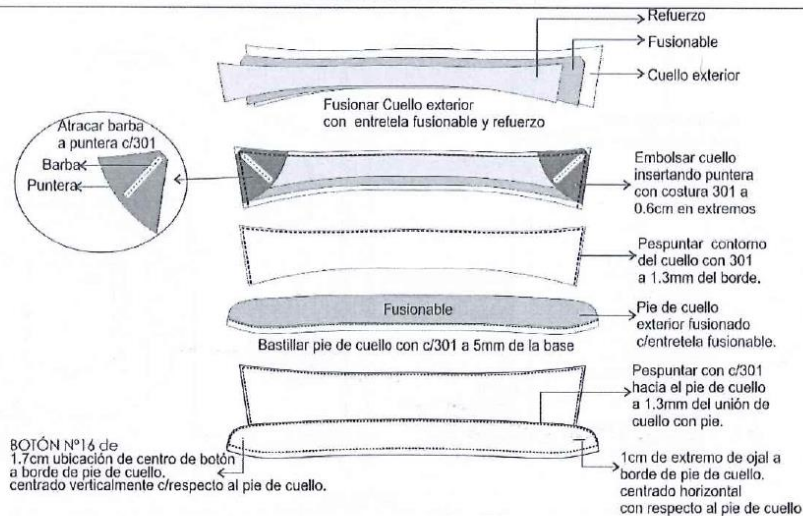 Refuerzo
Fusionable
Cuello exterior
Fusionar Cuello exterior
con entretela fusionable y refuerzo
Atracar barba
a puntera c/301
Barba
Puntera
Embolsar cuello
insertando puntera
con costura 301 a
0.6cm en extremos
Pespuntar contorno
del cuello con 301
a 1.3mm del borde.
Fusionable
Pie de cuello
exterior fusionado
c/entretela fusionable.
Bastillar pie de cuello con c/301 a 5mm de la base
Pespuntar con c/301
hacia el pie de cuello
a 1.3mm del unión de
cuello con pie.
BOTÓN Nº16 de
1.7cm ubicación de centro de botón
a borde de pie de cuello.
centrado verticalmente c/respecto al pie de cuello.
1cm de extremo de ojal a
borde de pie de cuello.
centrado horizontal
con respecto al pie de cuello